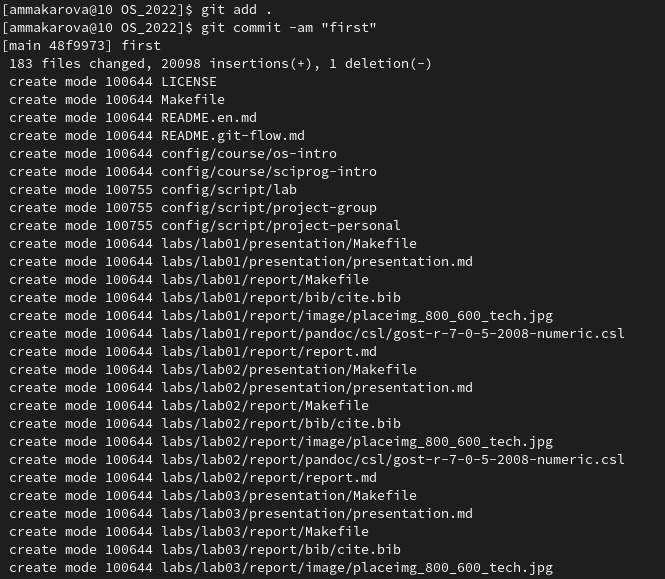 [ammakarova@10 OS_2022]$ git add .
[ammakarova@10 OS_2022]$ git commit -am "first"
[main 48f9973] first
 183 files changed, 20098 insertions(+), 1 deletion(-)
 create mode 100644 LICENSE
 create mode 100644 Makefile
 create mode 100644 README.en.md
 create mode 100644 README.git-flow.md
 create mode 100644 config/course/os-intro
 create mode 100644 config/course/sciprog-intro
 create mode 100755 config/script/lab
 create mode 100755 config/script/project-group
 create mode 100755 config/script/project-personal
 create mode 100644 labs/lab01/presentation/Makefile
 create mode 100644 labs/lab01/presentation/presentation.md
 create mode 100644 labs/lab01/report/Makefile
 create mode 100644 labs/lab01/report/bib/cite.bib
 create mode 100644 labs/lab01/report/image/placeimg_800_600_tech.jpg
 create mode 100644 labs/lab01/report/pandoc/csl/gost-r-7-0-5-2008-numeric.csl
 create mode 100644 labs/lab01/report/report.md
 create mode 100644 labs/lab02/presentation/Makefile
 create mode 100644 labs/lab02/presentation/presentation.md
 create mode 100644 labs/lab02/report/Makefile
 create mode 100644 labs/lab02/report/bib/cite.bib
 create mode 100644 labs/lab02/report/image/placeimg_800_600_tech.jpg
 create mode 100644 labs/lab02/report/pandoc/csl/gost-r-7-0-5-2008-numeric.csl
 create mode 100644 labs/lab02/report/report.md
 create mode 100644 labs/lab03/presentation/Makefile
 create mode 100644 labs/lab03/presentation/presentation.md
 create mode 100644 labs/lab03/report/Makefile
 create mode 100644 labs/lab03/report/bib/cite.bib
 create mode 100644 labs/lab03/report/image/placeimg_800_600_tech.jpg